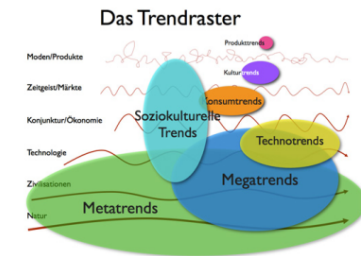 Das Trendraster
Produkttrends
Moden/Produkte
Kulturtrends
Zeitgeist/Märkte
Konsumtrends
Konjunktur/Ökonomie
Soziokulturelle
Trends
Technotrends
Technologie
Megatrends
Zivilisationen
Metatrends
Natur